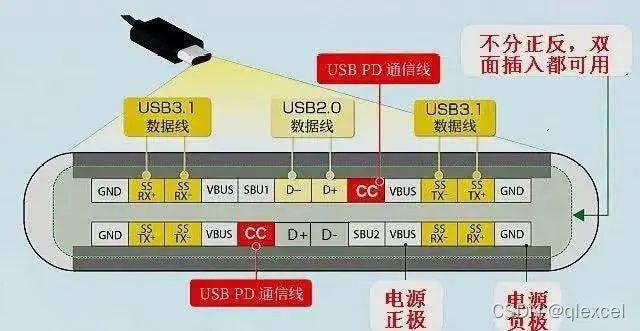 不分正反，双
面插入都可用
USB PD 通信线
USB3.1
数据线
USB2.0
数据线
USB3.1
数据线
GND SS RX+ SS RX- VBUS SBU1 D- D+ CC VBUS SS TX- SS TX+ GND
GND SS TX+ SS TX- VBUS CC D+ D- SBU2 VBUS SS RX- SS RX+ GND
USB PD 通信线
电源
正极
电源
负极
CSDN @qlexcel